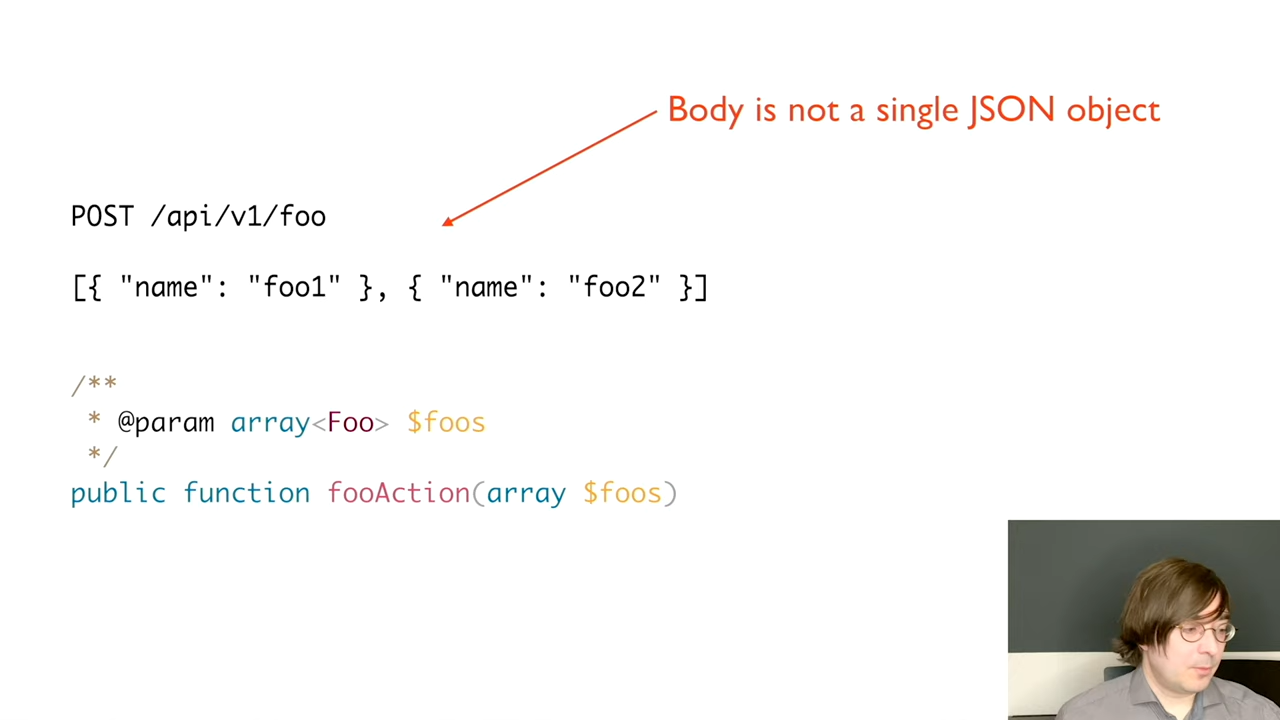 Body is not a single JSON object
POST /api/v1/foo
[{ "name": "foo1" }, { "name": "foo2" }]
/**
* @param array<Foo> $foos
*/
public function fooAction(array $foos)